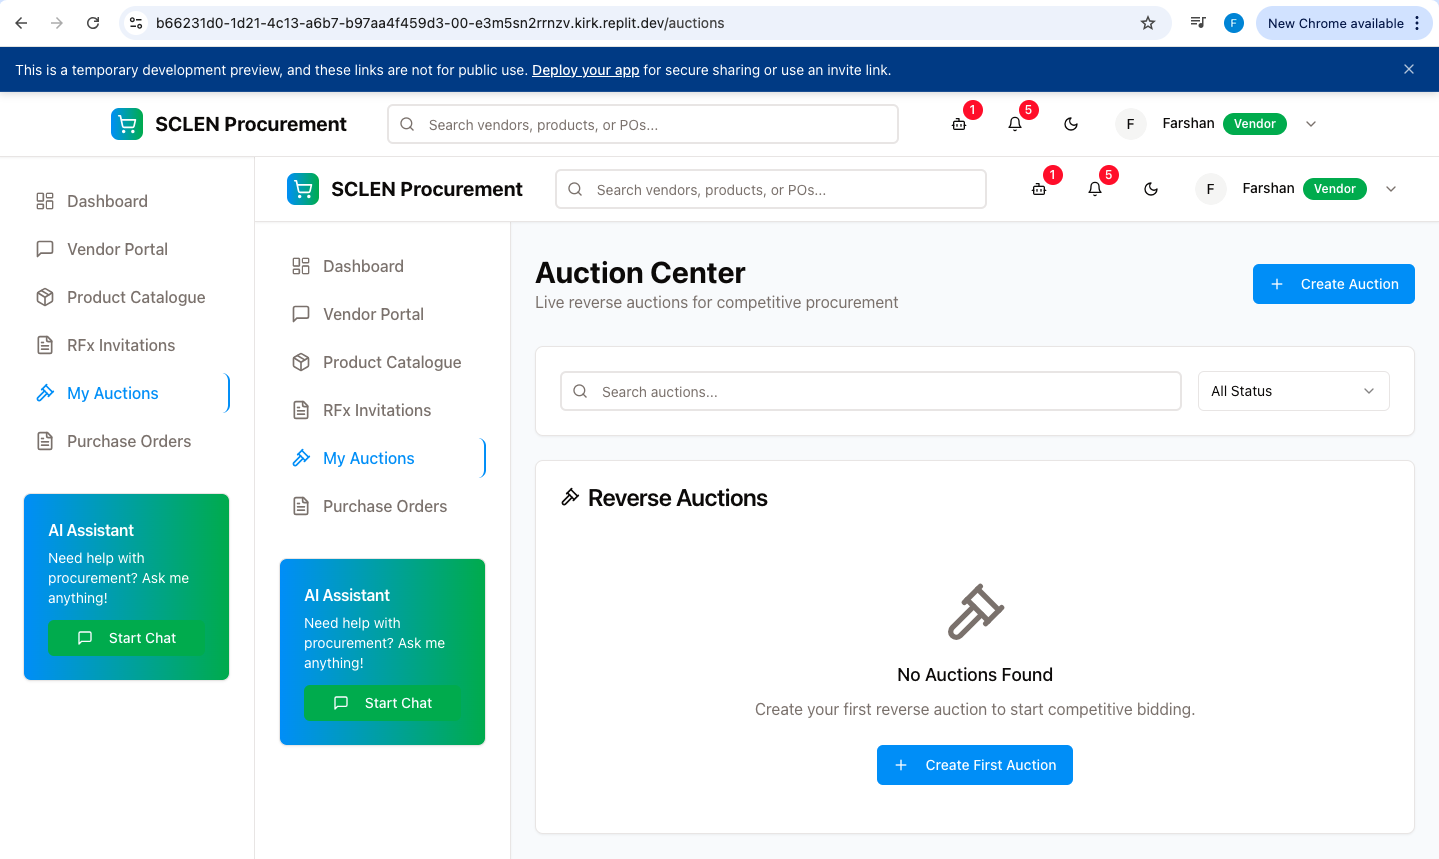 b66231d0-1d21-4c13-a6b7-b97aa4f459d3-00-e3m5sn2rrnzv.kirk.replit.dev/auctions
F
New Chrome available
This is a temporary development preview, and these links are not for public use. Deploy your app for secure sharing or use an invite link.
SCLEN Procurement
Search vendors, products, or POs...
1
5
F
Farshan
Vendor
Dashboard
Vendor Portal
Product Catalogue
RFx Invitations
My Auctions
Purchase Orders
AI Assistant
Need help with
procurement? Ask me
anything!
Start Chat
SCLEN Procurement
Search vendors, products, or POs...
1
5
F
Farshan
Vendor
Dashboard
Vendor Portal
Product Catalogue
RFx Invitations
My Auctions
Purchase Orders
AI Assistant
Need help with
procurement? Ask me
anything!
Start Chat
Auction Center
Live reverse auctions for competitive procurement
Create Auction
Search auctions...
All Status
Reverse Auctions
No Auctions Found
Create your first reverse auction to start competitive bidding.
Create First Auction